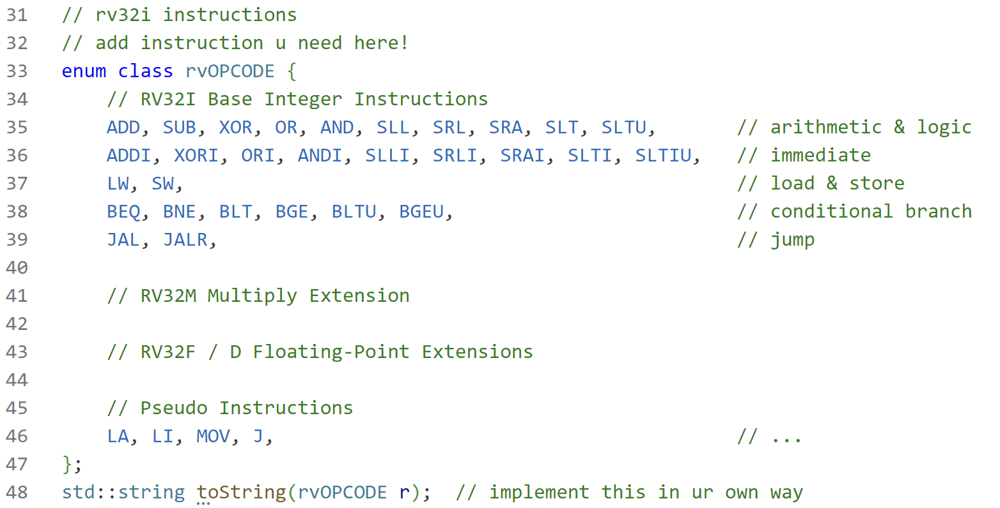 31 // rv32i instructions
32 // add instruction u need here!
33 enum class rvOPCODE {
34 // RV32I Base Integer Instructions
35 ADD, SUB, XOR, OR, AND, SLL, SRL, SRA, SLT, SLTU, // arithmetic & logic
36 ADDI, XORI, ORI, ANDI, SLLI, SRLI, SRAI, SLTI, SLTIU, // immediate
37 LW, SW, // load & store
38 BEQ, BNE, BLT, BGE, BLTU, BGEU, // conditional branch
39 JAL, JALR, // jump
40
41 // RV32M Multiply Extension
42
43 // RV32F / D Floating-Point Extensions
44
45 // Pseudo Instructions
46 LA, LI, MOV, J, // ...
47 };
48 std::string toString(rvOPCODE r); // implement this in ur own way